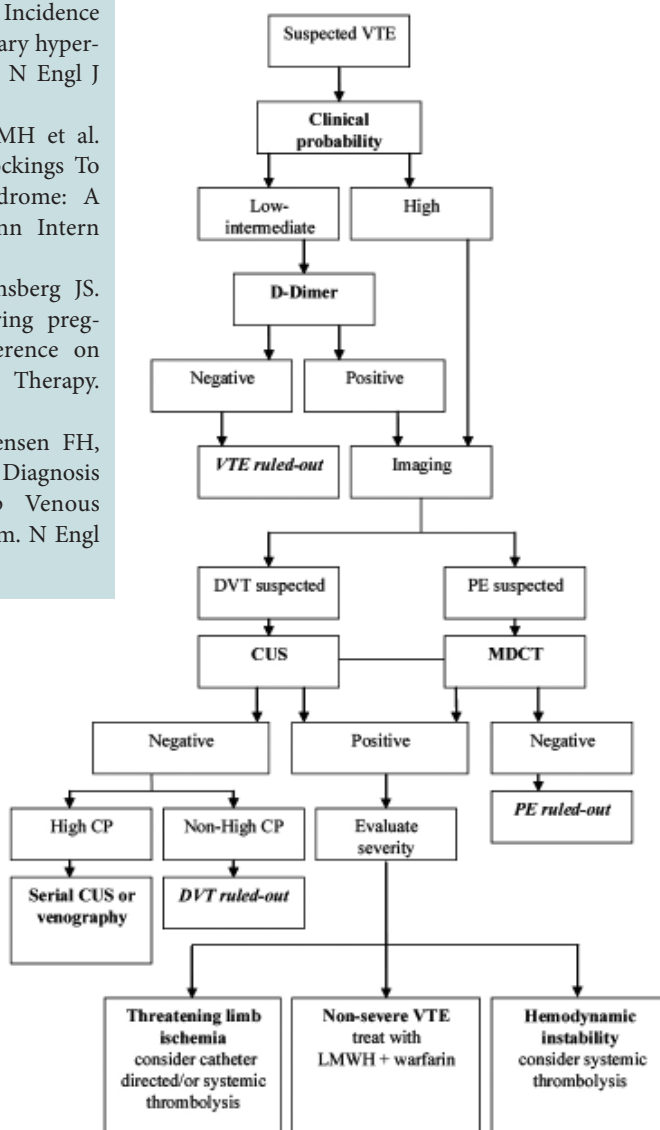 Incidence
ary hyper-
N Engl J
MH et al.
ockings To
drome: A
nn Intern
nsberg JS.
ring preg-
erence on
Therapy.
ensen FH,
Diagnosis
o Venous
m. N Engl
Suspected VTE
Clinical
probability
Low-
intermediate
High
D-Dimer
Negative
Positive
VTE ruled-out
Imaging
DVT suspected
PE suspected
CUS
MDCT
Negative
Positive
Negative
High CP
Non-High CP
Evaluate
severity
PE ruled-out
Serial CUS or
venography
DVT ruled-out
Threatening limb
ischemia
consider catheter
directed/or systemic
thrombolysis
Non-severe VTE
treat with
LMWH + warfarin
Hemodynamic
instability
consider systemic
thrombolysis